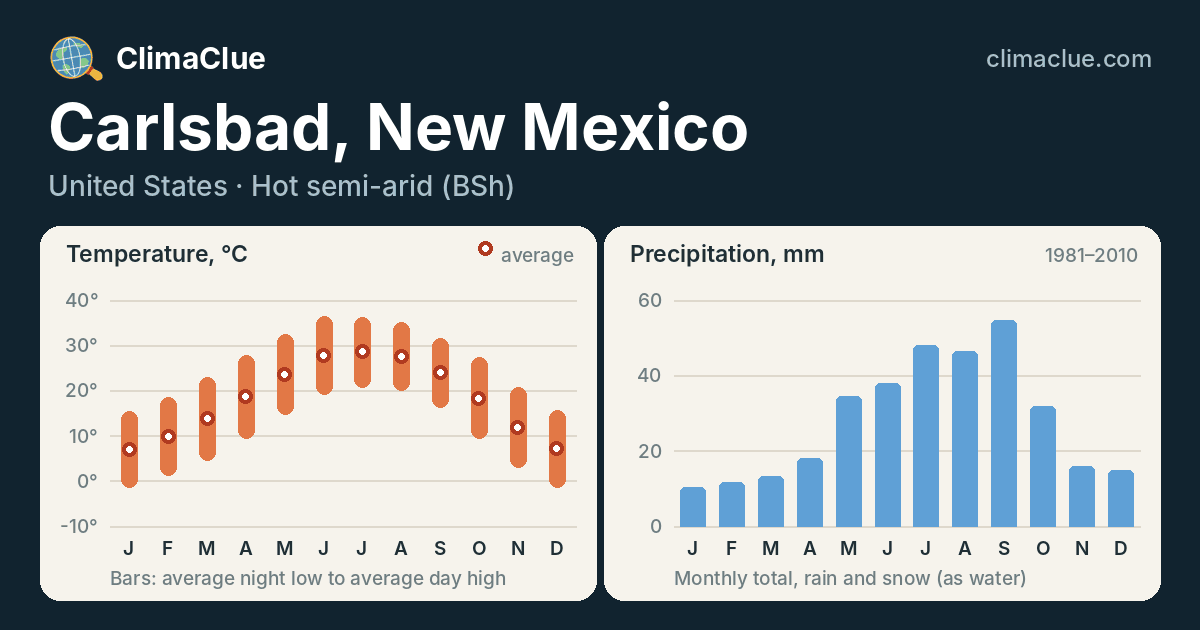 ClimaClue
climaclue.com
Carlsbad, New Mexico
United States · Hot semi-arid (BSh)
Temperature, °C
average
40°
30°
20°
10°
0°
-10°
J F M A M J J A S O N D
Bars: average night low to average day high
Precipitation, mm
1981–2010
60
40
20
0
J F M A M J J A S O N D
Monthly total, rain and snow (as water)